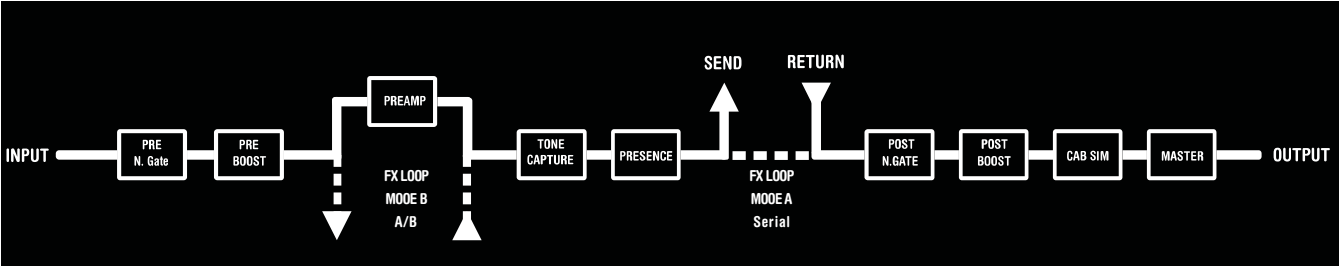 SEND
RETURN
PREAMP
INPUT
PRE
N. Gate
PRE
BOOST
TONE
CAPTURE
PRESENCE
POST
N.GATE
POST
BOOST
CAB SIM
MASTER
OUTPUT
FX LOOP
MOOE B
A/B
FX LOOP
MOOE A
Serial